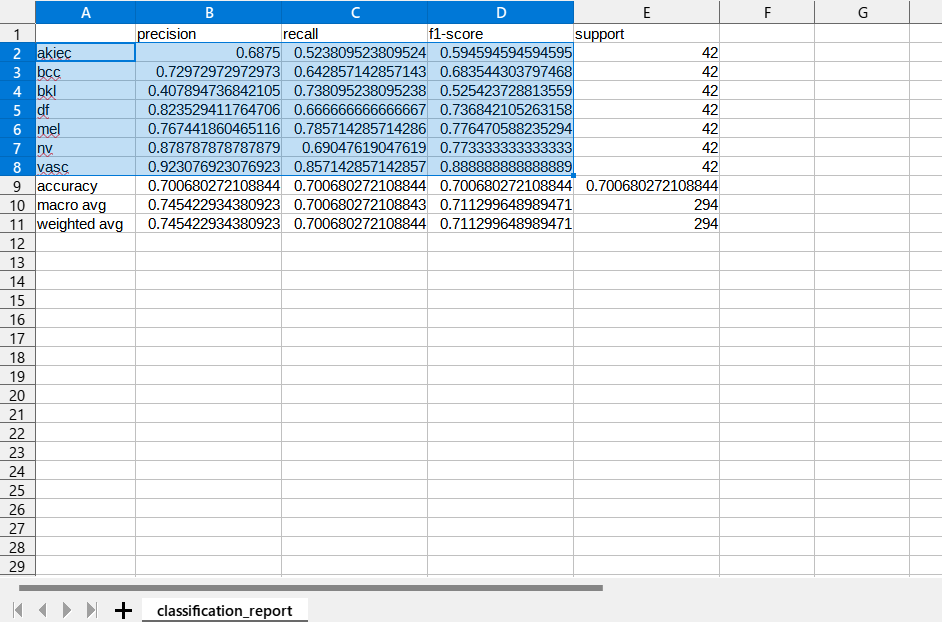 A B C D E F G
1 precision recall f1-score support
2 akiec 0.6875 0.523809523809524 0.594594594594595 42
3 bcc 0.72972972972973 0.642857142857143 0.683544303797468 42
4 bkl 0.407894736842105 0.738095238095238 0.525423728813559 42
5 df 0.823529411764706 0.666666666666667 0.736842105263158 42
6 mel 0.767441860465116 0.785714285714286 0.776470588235294 42
7 nv 0.878787878787879 0.69047619047619 0.773333333333333 42
8 vasc 0.923076923076923 0.857142857142857 0.888888888888889 42
9 accuracy 0.700680272108844 0.700680272108844 0.700680272108844 0.700680272108844
10 macro avg 0.745422934380923 0.700680272108843 0.711299648989471 294
11 weighted avg 0.745422934380923 0.700680272108844 0.711299648989471 294
12
13
14
15
16
17
18
19
20
21
22
23
24
25
26
27
28
29
classification_report